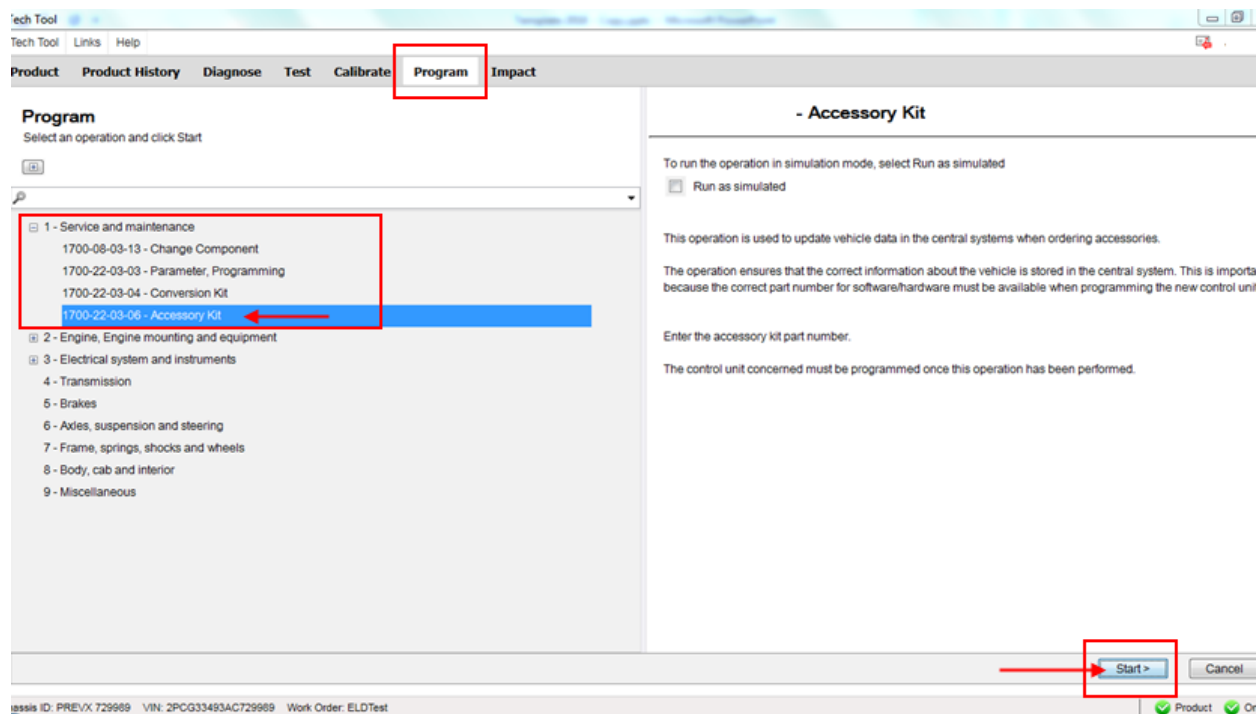 ech Tool
Tech Tool Links Help
Product Product History Diagnose Test Calibrate Program Impact
Program
Select an operation and click Start
1 - Service and maintenance
1700-08-03-13 - Change Component
1700-22-03-03 - Parameter, Programming
1700-22-03-04 - Conversion Kit
1700-22-03-06 - Accessory Kit
2 - Engine, Engine mounting and equipment
3 - Electrical system and instruments
4 - Transmission
5 - Brakes
6 - Axles, suspension and steering
7 - Frame, springs, shocks and wheels
8 - Body, cab and interior
9 - Miscellaneous
- Accessory Kit
To run the operation in simulation mode, select Run as simulated
Run as simulated
This operation is used to update vehicle data in the central systems when ordering accessories.
The operation ensures that the correct information about the vehicle is stored in the central system. This is importa
because the correct part number for software/hardware must be available when programming the new control unit
Enter the accessory kit part number.
The control unit concerned must be programmed once this operation has been performed.
Start > Cancel
assis ID: PREVX 729989 VIN: 2PCG33493AC729989 Work Order: ELDTest Product Or